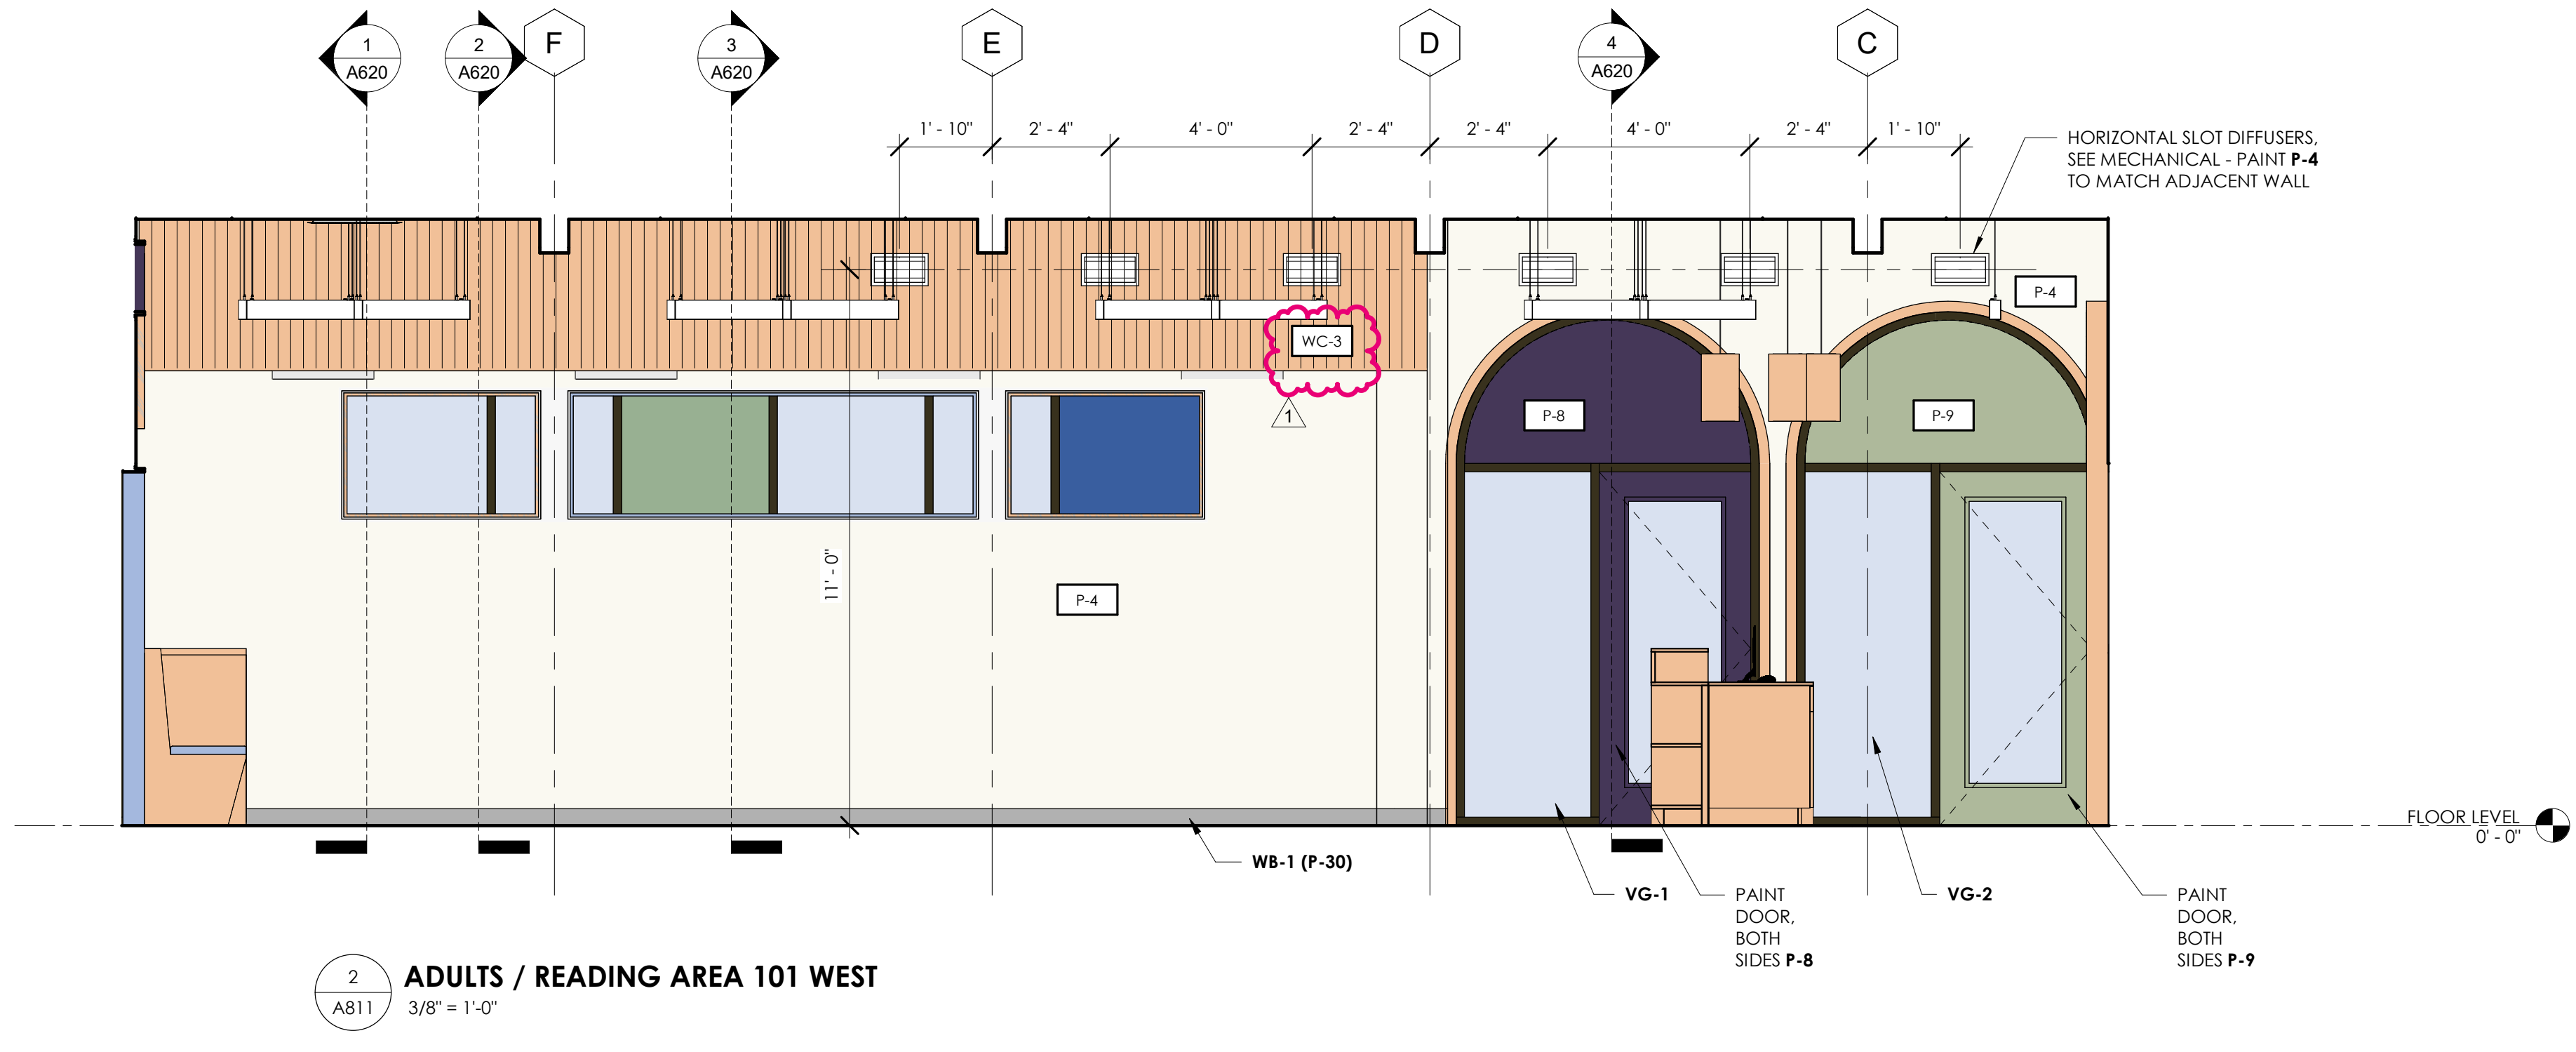 1
A620
2
A620
F
3
A620
E
D
4
A620
C
1' - 10"
2' - 4"
4' - 0"
2' - 4"
2' - 4"
4' - 0"
2' - 4"
1' - 10"
HORIZONTAL SLOT DIFFUSERS,
SEE MECHANICAL - PAINT P-4
TO MATCH ADJACENT WALL
P-4
WC-3
1
P-8
P-9
11' - 0"
P-4
FLOOR LEVEL
0' - 0"
WB-1 (P-30)
VG-1
PAINT
DOOR,
BOTH
SIDES P-8
VG-2
PAINT
DOOR,
BOTH
SIDES P-9
2
A811
ADULTS / READING AREA 101 WEST
3/8" = 1'-0"